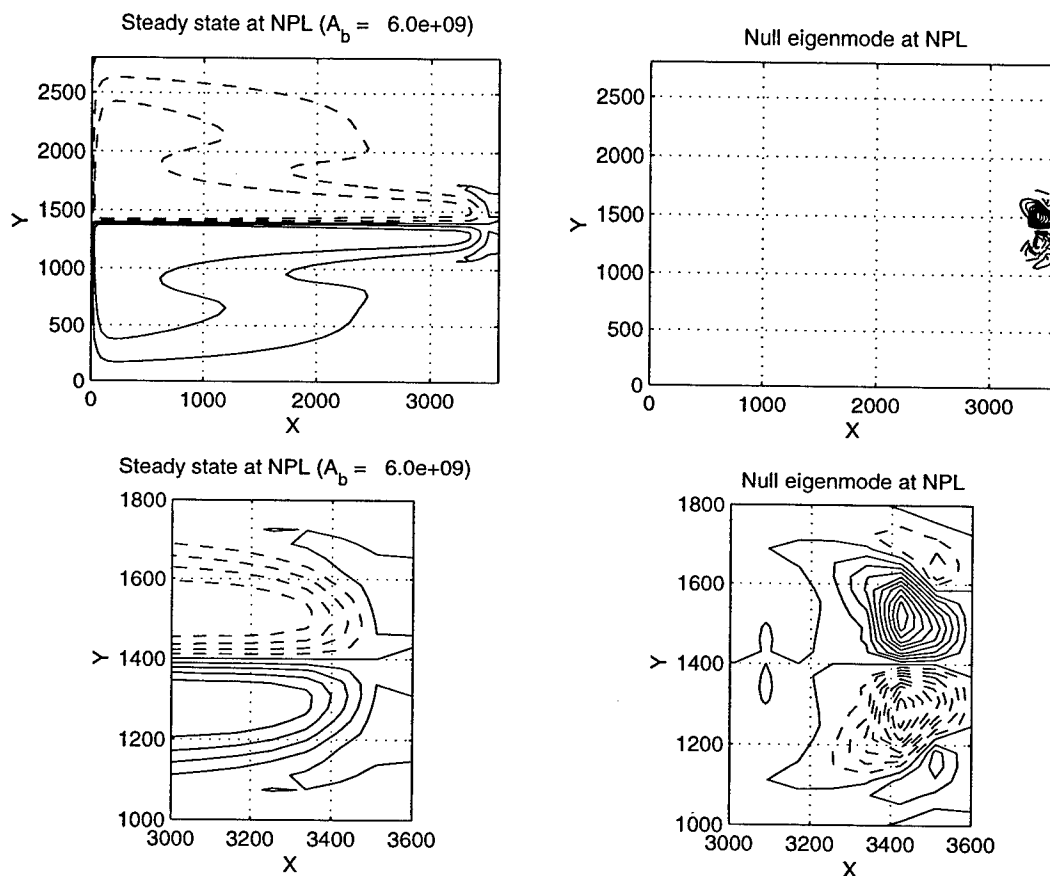 Steady state at NPL (A_b = 6.0e+09)
2500
2000
1500
1000
500
0
Y
0 1000 2000 3000
X
Null eigenmode at NPL
2500
2000
1500
1000
500
0
Y
0 1000 2000 3000
X
Steady state at NPL (A_b = 6.0e+09)
1800
1600
1400
1200
1000
Y
3000 3200 3400 3600
X
Null eigenmode at NPL
1800
1600
1400
1200
1000
Y
3000 3200 3400 3600
X